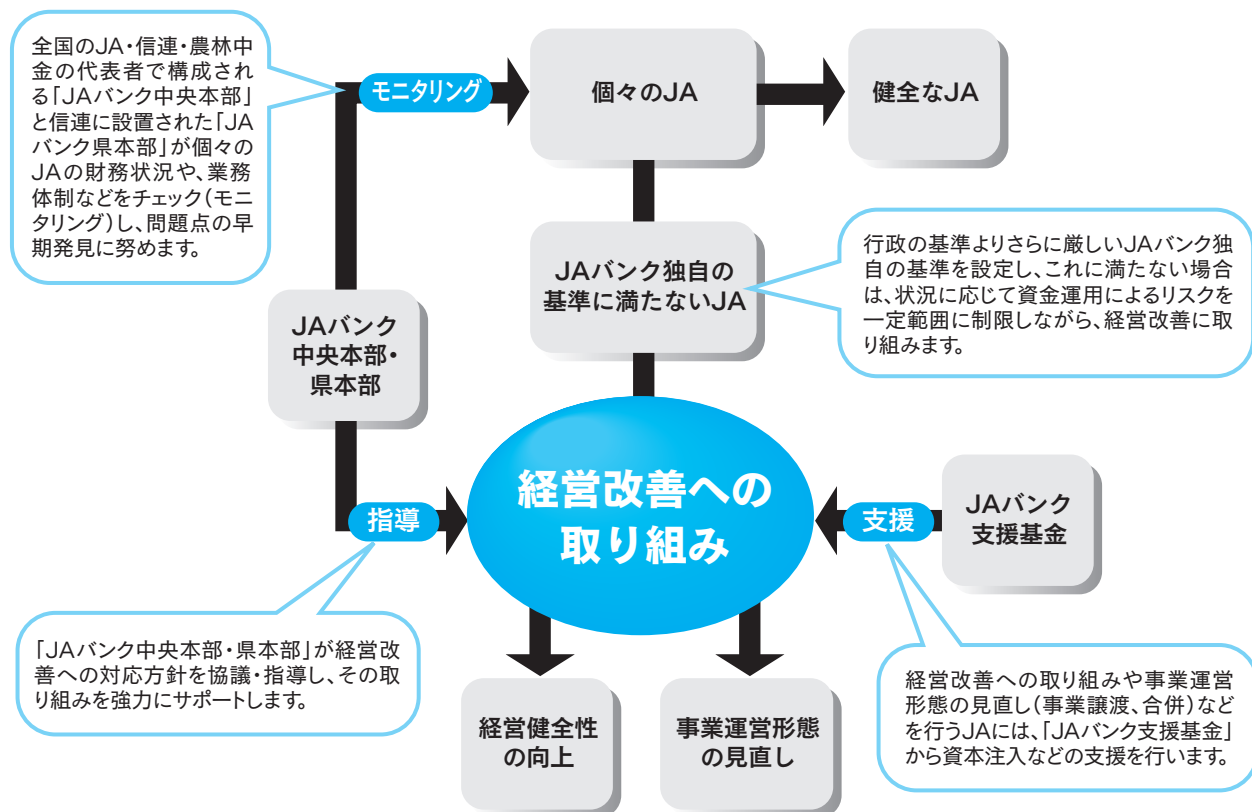 全国のJA・信連・農林中
金の代表者で構成され
る「JAバンク中央本部」
と信連に設置された「JA
バンク県本部」が個々の
JAの財務状況や、業務
体制などをチェック(モニ
タリング)し、問題点の早
期発見に努めます。
モニタリング
個々のJA
健全なJA
JAバンク独自の
基準に満たないJA
行政の基準よりさらに厳しいJAバンク独
自の基準を設定し、これに満たない場合
は、状況に応じて資金運用によるリスクを
一定範囲に制限しながら、経営改善に取
り組みます。
JAバンク
中央本部・
県本部
経営改善への
取り組み
指導
支援
JAバンク
支援基金
「JAバンク中央本部・県本部」が経営改
善への対応方針を協議・指導し、その取
り組みを強力にサポートします。
経営健全性
の向上
事業運営形態
の見直し
経営改善への取り組みや事業運営
形態の見直し(事業譲渡、合併)など
を行うJAには、「JAバンク支援基金」
から資本注入などの支援を行います。